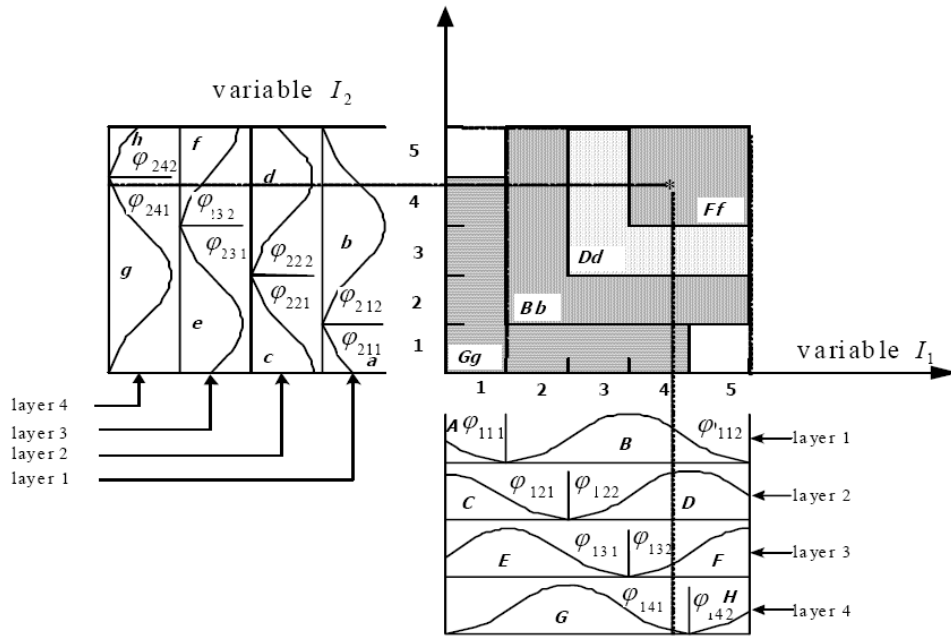 variable I₂
h
f
d
b
φ₂₄₂
φ₂₄₁
φ₁₃₂
φ₂₃₁
φ₂₂₂
φ₂₂₁
φ₂₁₂
φ₂₁₁
g
e
c
a
5
4
3
2
1
*
Ff
Dd
Bb
Gg
variable I₁
1 2 3 4 5
layer 4
layer 3
layer 2
layer 1
A φ₁₁₁ B φ'₁₁₂ layer 1
C φ₁₂₁ φ₁₂₂ D layer 2
E φ₁₃₁ φ₁₃₂ F layer 3
G φ₁₄₁ φ₁₄₂ H layer 4